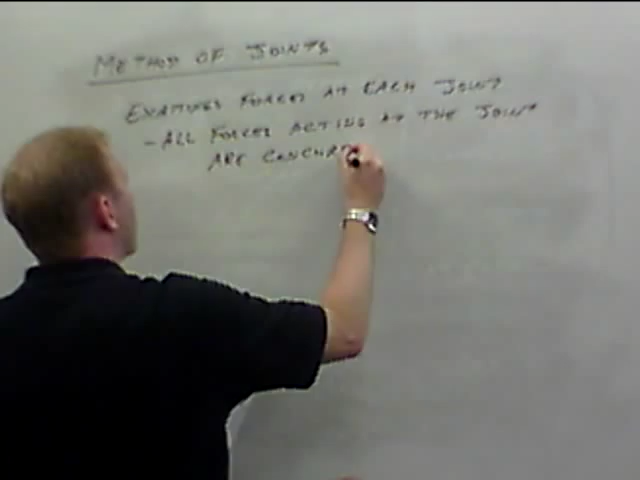 METHOD OF JOINTS
EXAMINES FORCES AT EACH JOINT
- ALL FORCES ACTING AT THE JOINT
ARE